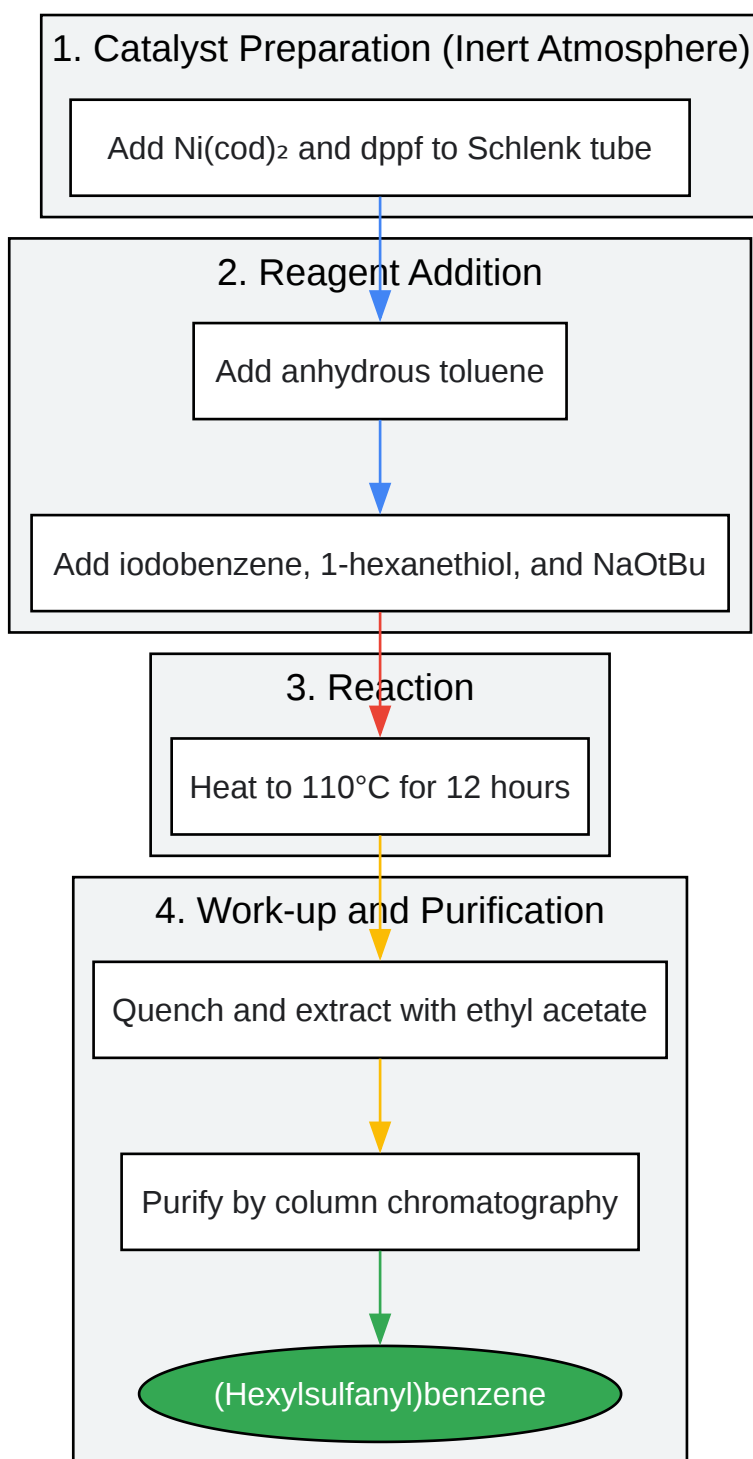 1. Catalyst Preparation (Inert Atmosphere)
Add Ni(cod)₂ and dppf to Schlenk tube
2. Reagent Addition
Add anhydrous toluene
Add iodobenzene, 1-hexanethiol, and NaOtBu
3. Reaction
Heat to 110°C for 12 hours
4. Work-up and Purification
Quench and extract with ethyl acetate
Purify by column chromatography
(Hexylsulfanyl)benzene